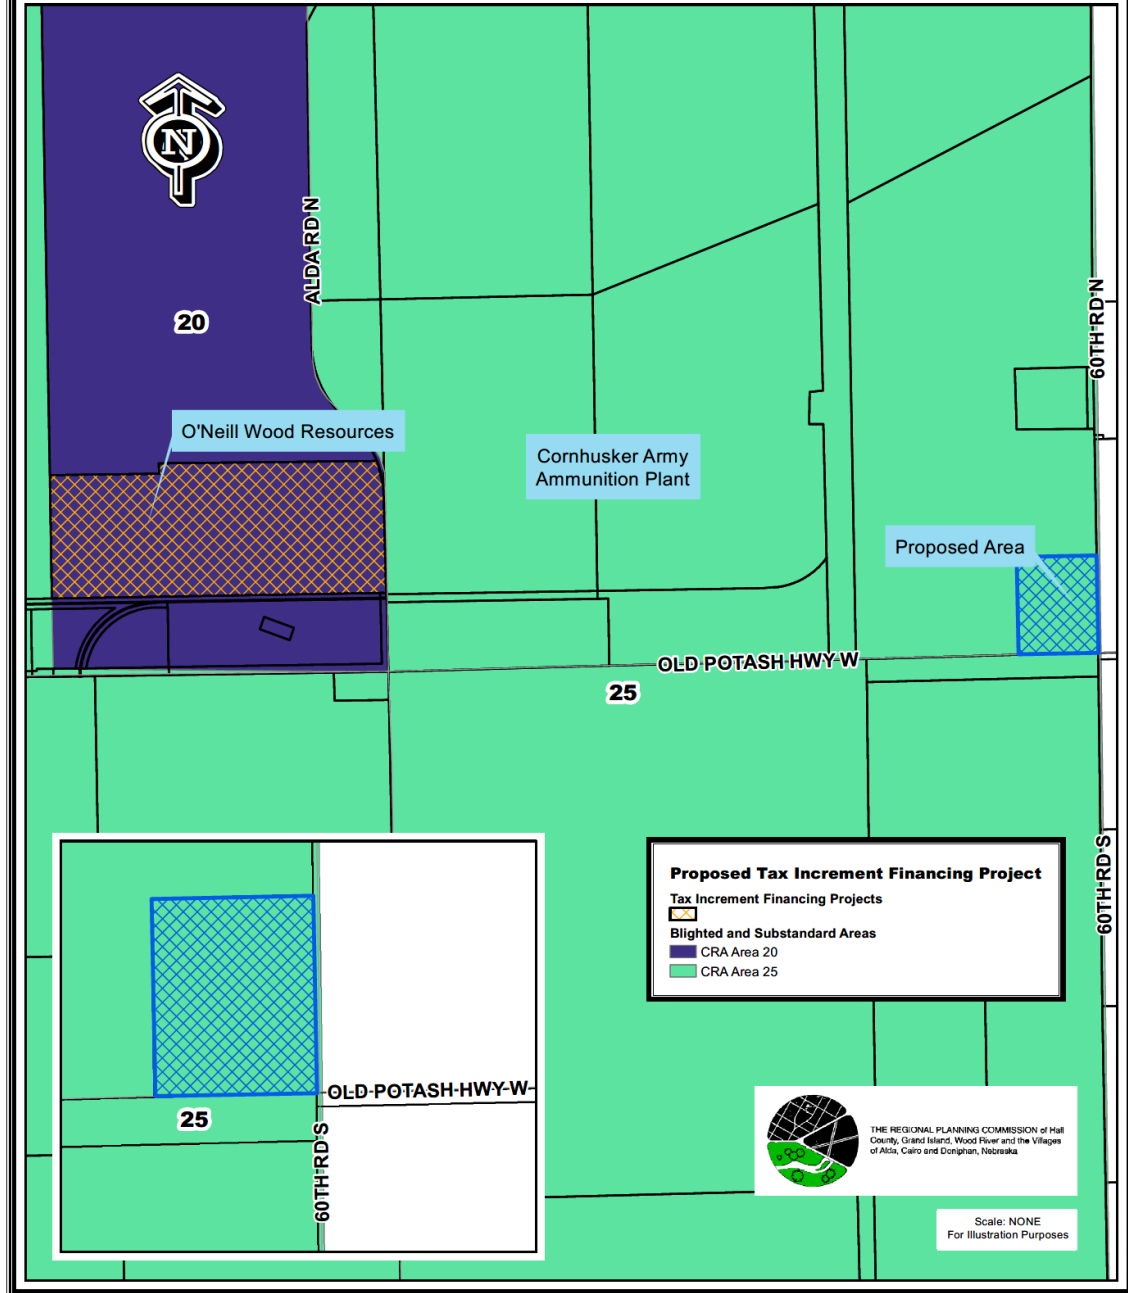 N
ALDA RD N
20
60TH RD N
O'Neill Wood Resources
Cornhusker Army
Ammunition Plant
Proposed Area
OLD POTASH HWY W
25
60TH RD S
Proposed Tax Increment Financing Project
Tax Increment Financing Projects
Blighted and Substandard Areas
CRA Area 20
CRA Area 25
OLD POTASH HWY W
25
60TH RD S
THE REGIONAL PLANNING COMMISSION of Hall
County, Grand Island, Wood River and the Villages
of Alda, Cairo and Doniphan, Nebraska
Scale: NONE
For Illustration Purposes